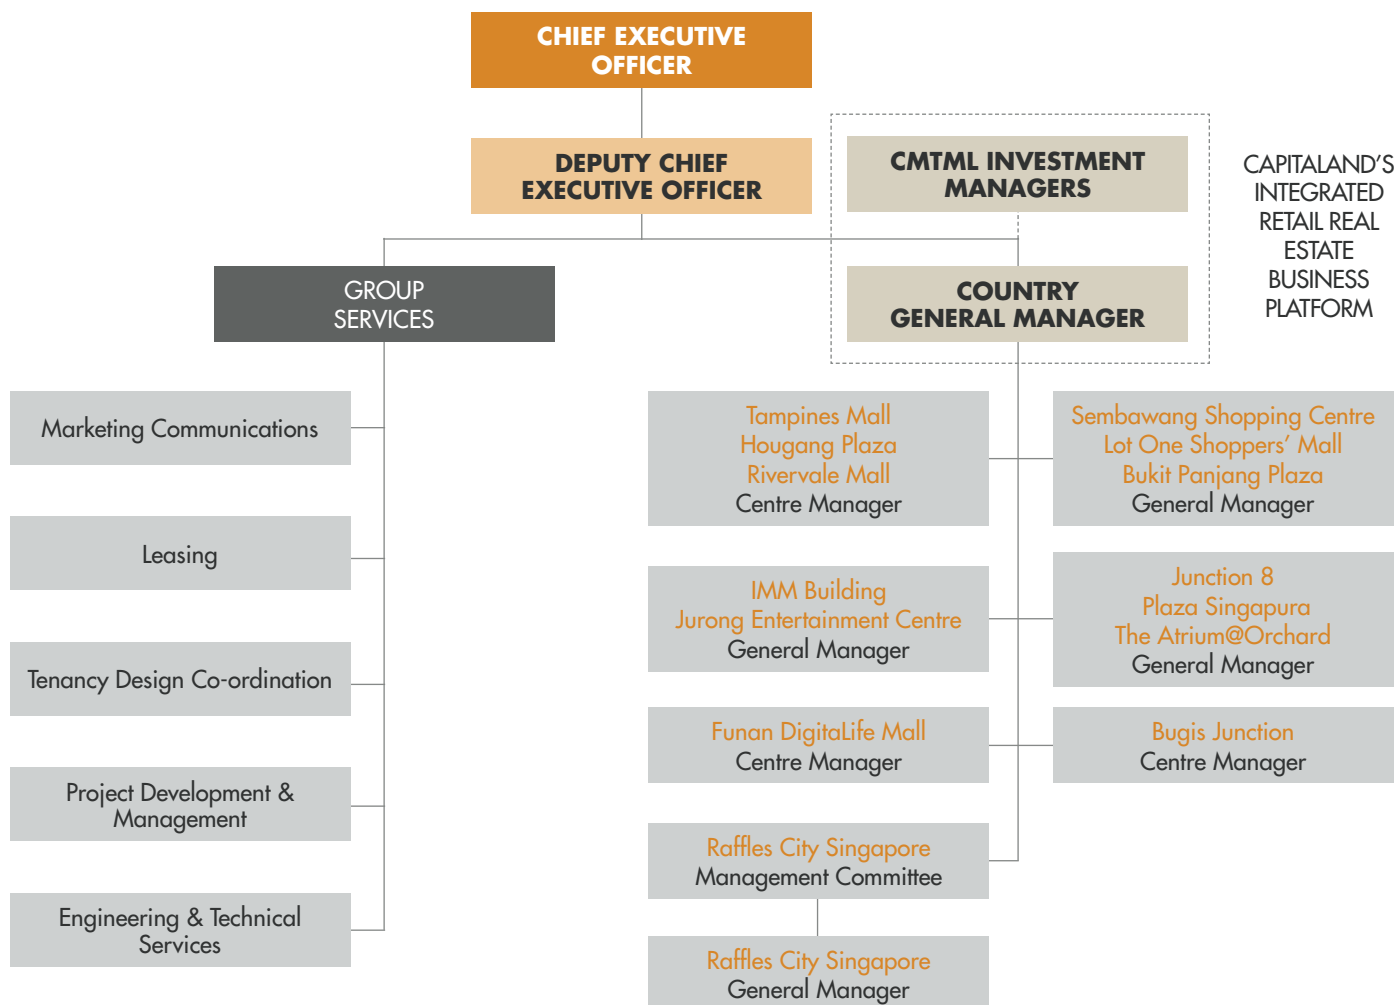 CHIEF EXECUTIVE
OFFICER
DEPUTY CHIEF
EXECUTIVE OFFICER
CMTML INVESTMENT
MANAGERS
CAPITALAND'S
INTEGRATED
RETAIL REAL
ESTATE
BUSINESS
PLATFORM
GROUP
SERVICES
COUNTRY
GENERAL MANAGER
Marketing Communications
Leasing
Tenancy Design Co-ordination
Project Development &
Management
Engineering & Technical
Services
Tampines Mall
Hougang Plaza
Rivervale Mall
Centre Manager
Sembawang Shopping Centre
Lot One Shoppers' Mall
Bukit Panjang Plaza
General Manager
IMM Building
Jurong Entertainment Centre
General Manager
Junction 8
Plaza Singapura
The Atrium@Orchard
General Manager
Funan DigitaLife Mall
Centre Manager
Bugis Junction
Centre Manager
Raffles City Singapore
Management Committee
Raffles City Singapore
General Manager